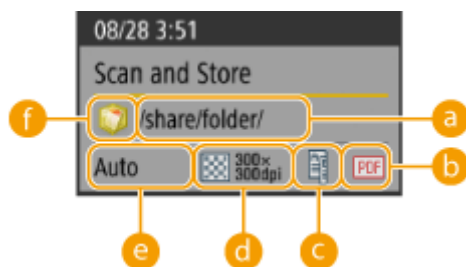 08/28 3:51
Scan and Store
f /share/folder/ a
Auto 300×
300dpi PDF b
e d c